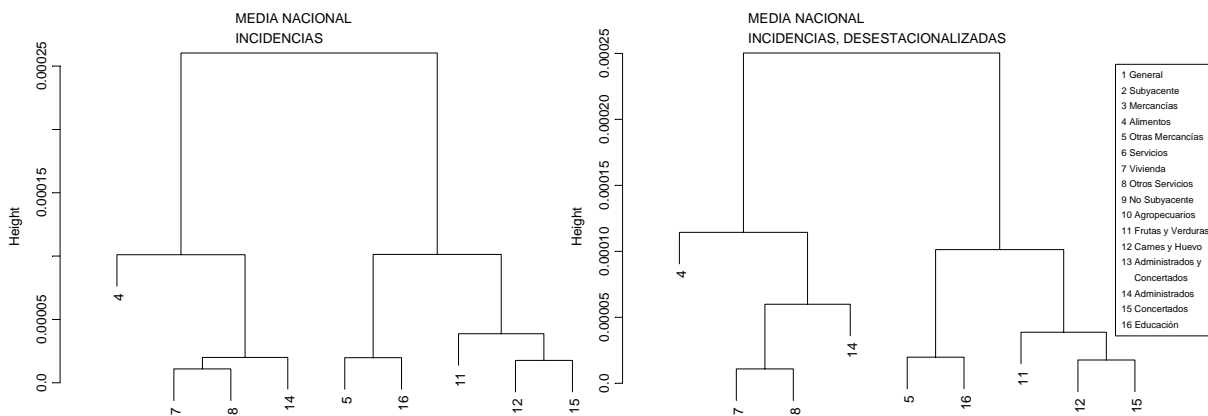 MEDIA NACIONAL
INCIDENCIAS
Height
0.0
0.00005
0.00015
0.00025
4
7
8
14
5
16
11
12
15
MEDIA NACIONAL
INCIDENCIAS, DESESTACIONALIZADAS
Height
0.0
0.00005
0.00010
0.00015
0.00020
0.00025
4
7
8
14
5
16
11
12
15
1 General
2 Subyacente
3 Mercancías
4 Alimentos
5 Otras Mercancías
6 Servicios
7 Vivienda
8 Otros Servicios
9 No Subyacente
10 Agropecuarios
11 Frutas y Verduras
12 Carnes y Huevo
13 Administrados y
Concertados
14 Administrados
15 Concertados
16 Educación